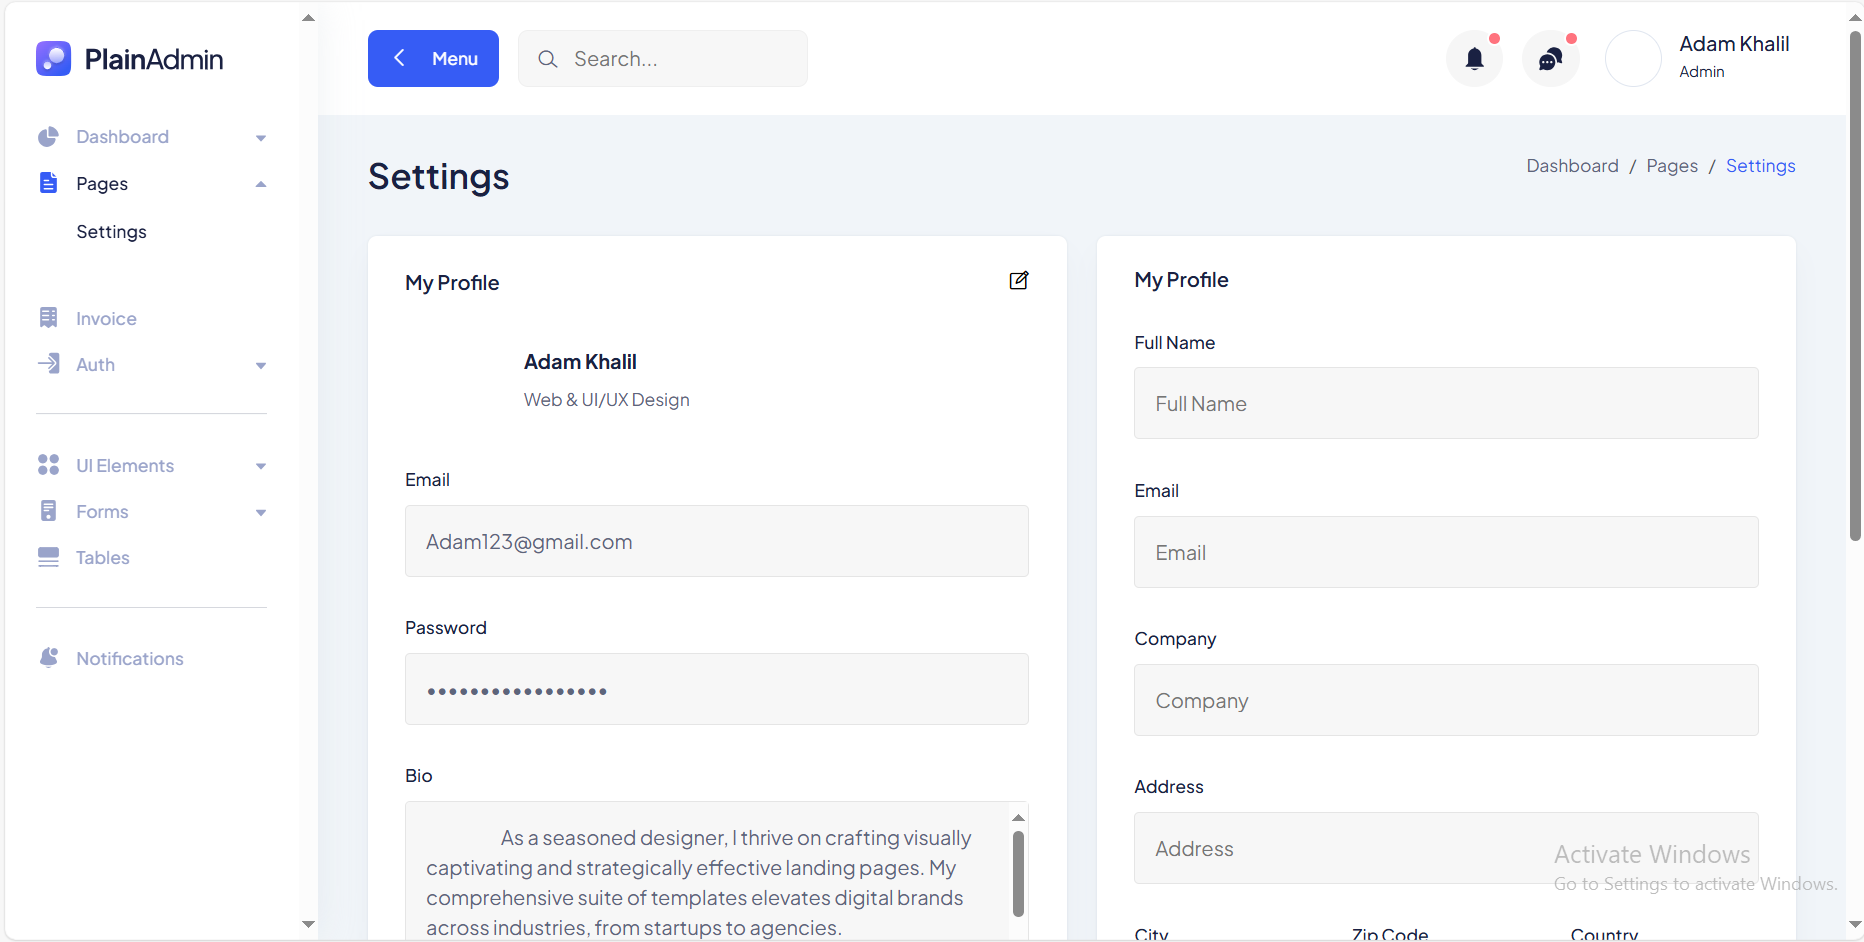 PlainAdmin
Dashboard
Pages
Settings
Invoice
Auth
UI Elements
Forms
Tables
Notifications
Menu
Search...
Adam Khalil
Admin
Settings
Dashboard / Pages / Settings
My Profile
Adam Khalil
Web & UI/UX Design
Email
Adam123@gmail.com
Password
•••••••••••••••••
Bio
As a seasoned designer, I thrive on crafting visually
captivating and strategically effective landing pages. My
comprehensive suite of templates elevates digital brands
across industries, from startups to agencies.
My Profile
Full Name
Full Name
Email
Email
Company
Company
Address
Address
City Zip Code Country
Activate Windows
Go to Settings to activate Windows.